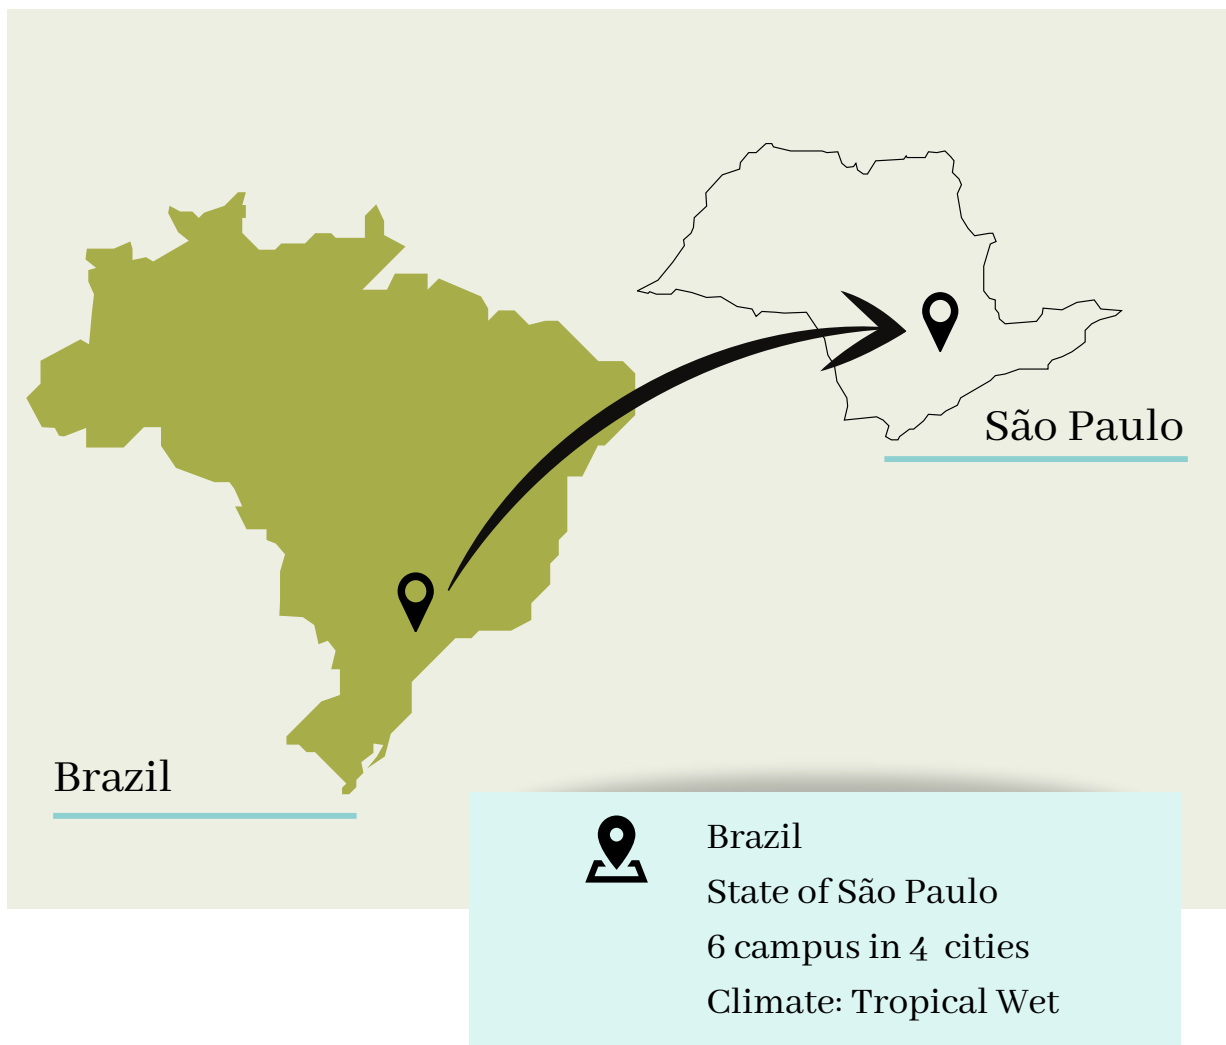 São Paulo
Brazil
Brazil
State of São Paulo
6 campus in 4 cities
Climate: Tropical Wet